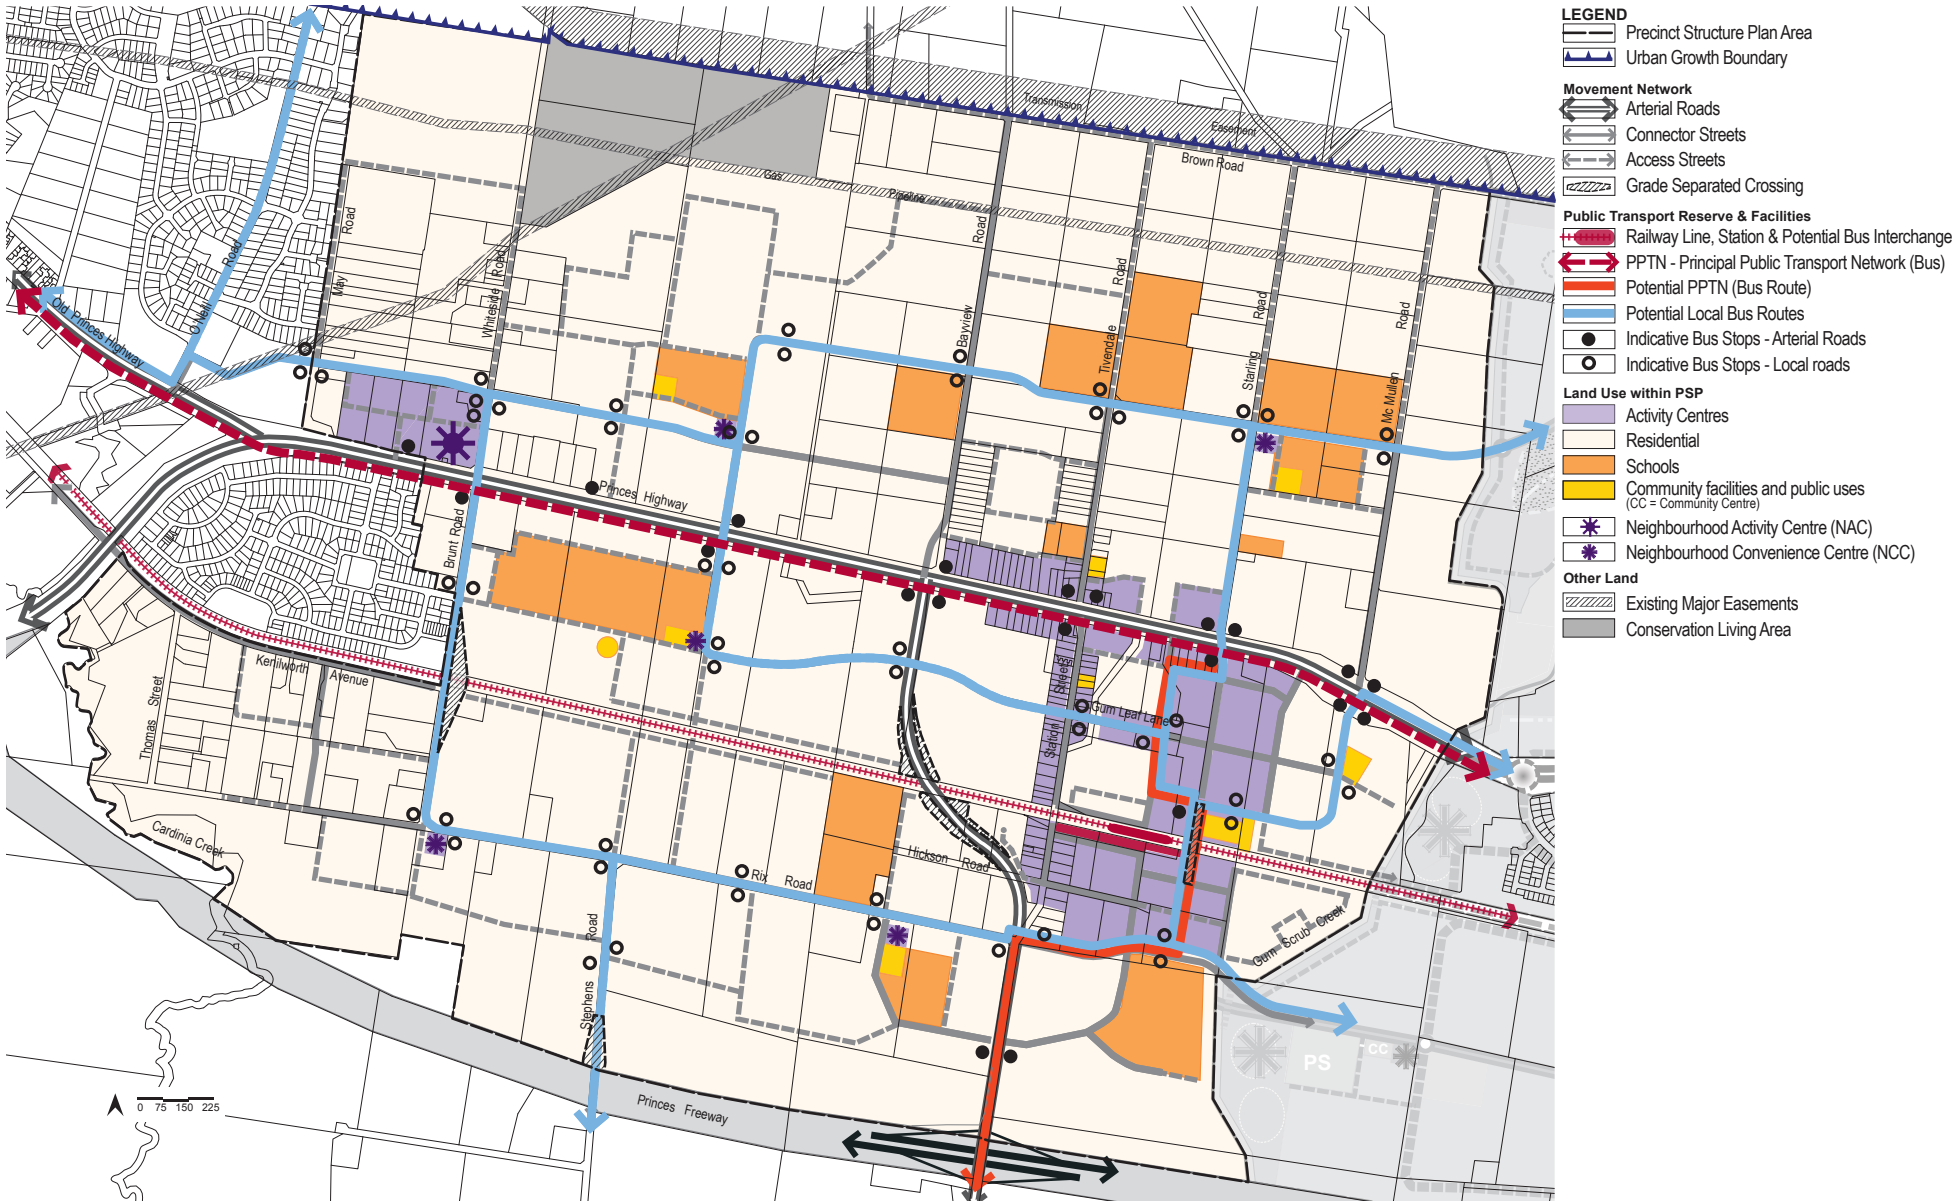 LEGEND
Precinct Structure Plan Area
Urban Growth Boundary
Movement Network
Arterial Roads
Connector Streets
Access Streets
Grade Separated Crossing
Public Transport Reserve & Facilities
Railway Line, Station & Potential Bus Interchange
PPTN - Principal Public Transport Network (Bus)
Potential PPTN (Bus Route)
Potential Local Bus Routes
Indicative Bus Stops - Arterial Roads
Indicative Bus Stops - Local roads
Land Use within PSP
Activity Centres
Residential
Schools
Community facilities and public uses
(CC = Community Centre)
Neighbourhood Activity Centre (NAC)
Neighbourhood Convenience Centre (NCC)
Other Land
Existing Major Easements
Conservation Living Area
Transmission
Easement
Brown Road
Gas
Pipeline
O'Neil Road
Old Princes Highway
May Road
Whiteside Road
Bayview Road
Tivendale Road
Starling Road
Mc Mullen Road
Princes Highway
Brunt Road
Kenilworth Avenue
Thomas Street
Station Street
Gum Leaf Lane
Cardinia Creek
Rix Road
Hickson Road
Gum Scrub Creek
Stephens Road
Princes Freeway
PS
CC
0 75 150 225